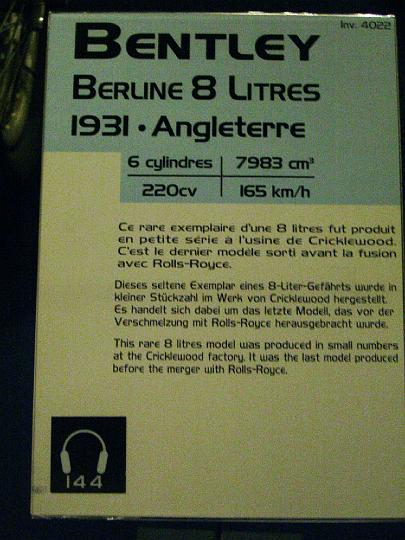 Inv. 4022
BENTLEY
BERLINE 8 LITRES
1931 • Angleterre
6 cylindres | 7983 cm³
220cv | 165 km/h
Ce rare exemplaire d'une 8 litres fut produit
en petite série à l'usine de Cricklewood.
C'est le dernier modèle sorti avant la fusion
avec Rolls-Royce.
Dieses seltene Exemplar eines 8-Liter-Gefährts wurde in
kleiner Stückzahl im Werk von Cricklewood hergestellt.
Es handelt sich dabei um das letzte Modell, das vor der
Verschmelzung mit Rolls-Royce herausgebracht wurde.
This rare 8 litres model was produced in small numbers
at the Cricklewood factory. It was the last model produced
before the merger with Rolls-Royce.
144